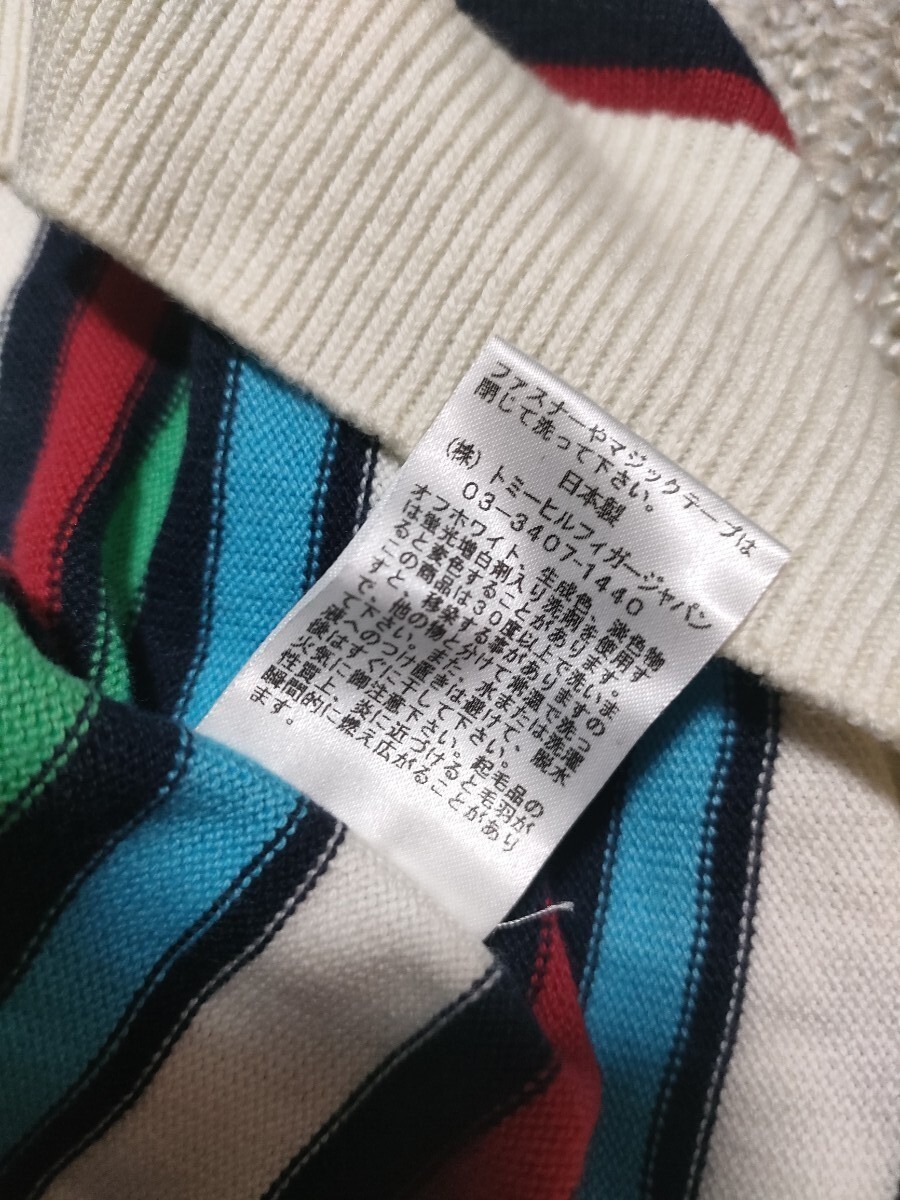 ファスナーやマジックテープは
閉じて洗って下さい。
日本製
(株) トミーヒルフィガージャパン
03-3407-1440
オフホワイト、生成色、淡色物
は蛍光増白剤入り洗剤を使用す
ると変色することがあります。
この商品は30度以上で洗いま
すと、移染する事がありますの
で、他の物と分けて常温で洗っ
て下さい。また、水または洗濯
液へのつけ置きは避けて、脱水
後はすぐに干して下さい。
火気に御注意下さい。起毛品の
性質上、炎に近づけると毛羽が
瞬間的に燃え広がることがあり
ます。